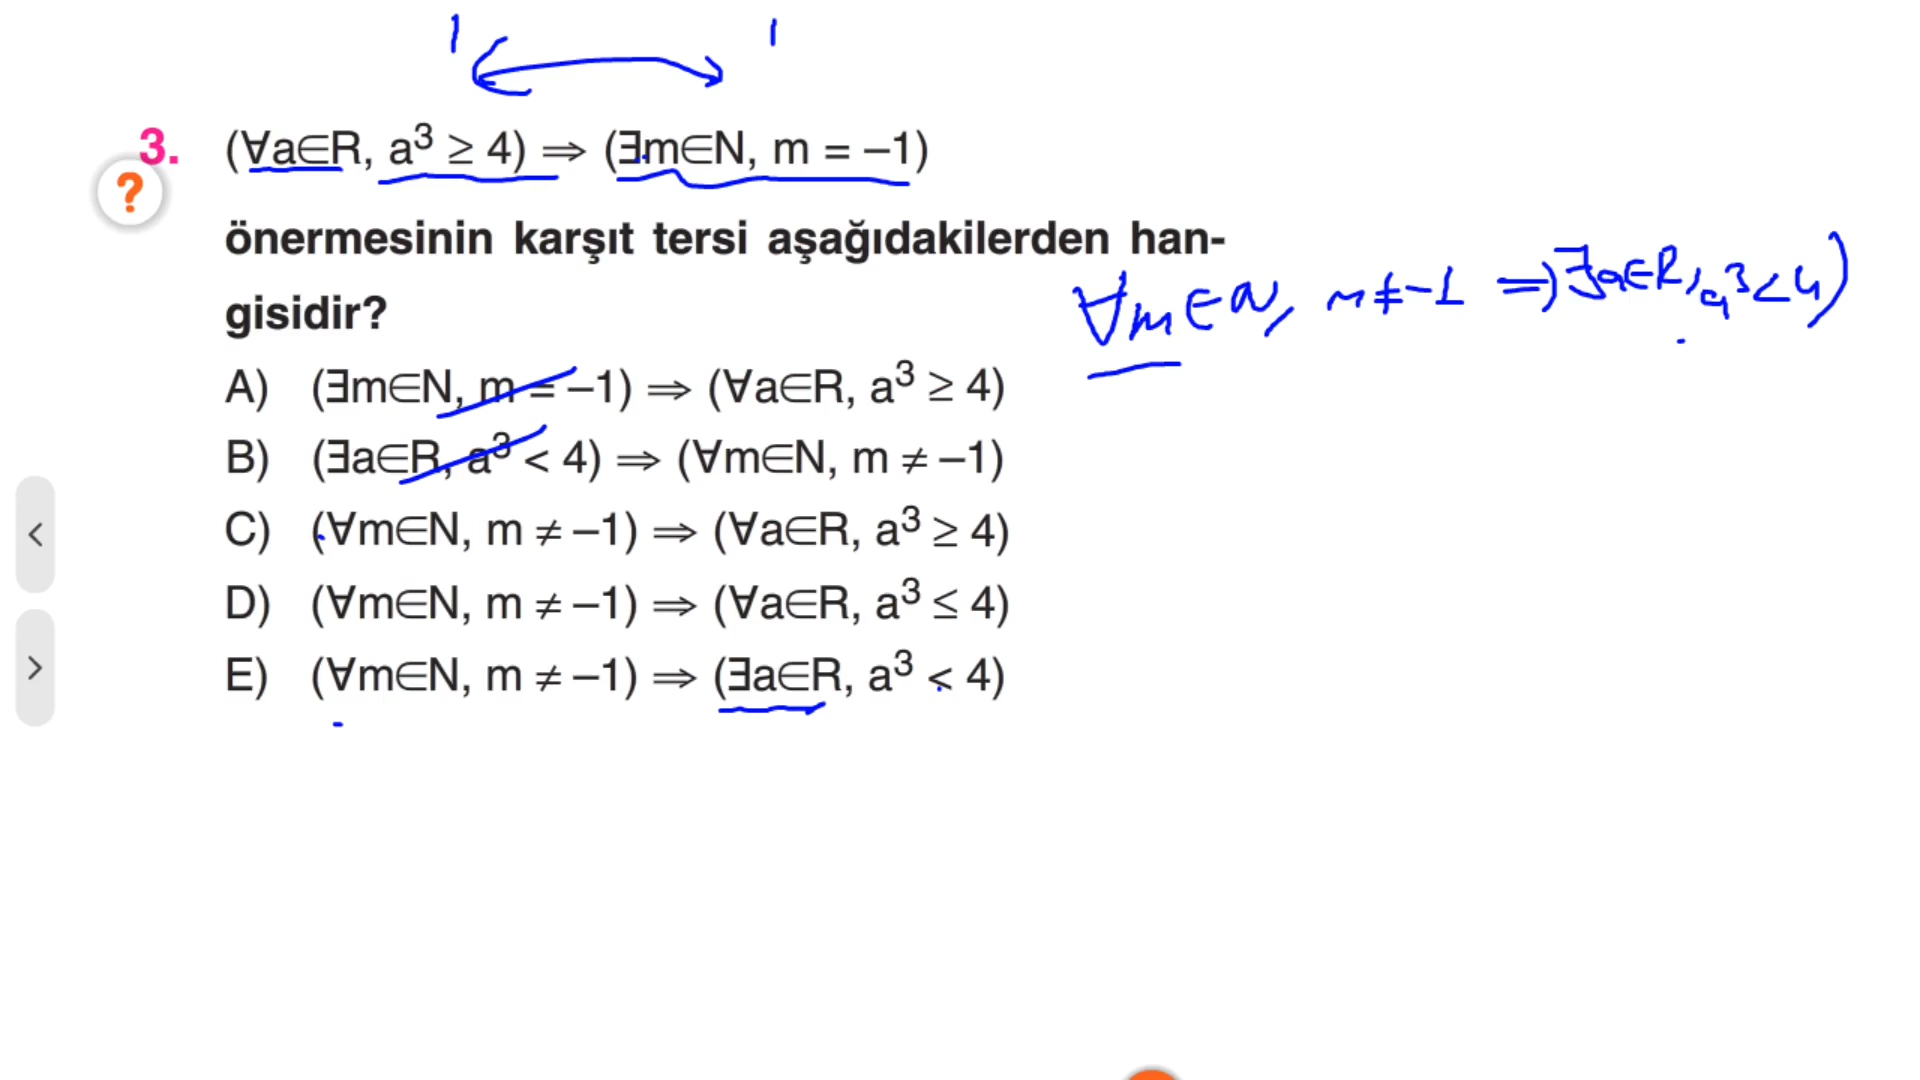 ı ı
3. (∀a∈R, a³ ≥ 4) ⇒ (∃m∈N, m = –1)
?
önermesinin karşıt tersi aşağıdakilerden han-
gisidir?
∀m∈N, m≠-1 ⇒) ∃a∈R, a³<4)
A) (∃m∈N, m = –1) ⇒ (∀a∈R, a³ ≥ 4)
B) (∃a∈R, a³ < 4) ⇒ (∀m∈N, m ≠ –1)
C) (∀m∈N, m ≠ –1) ⇒ (∀a∈R, a³ ≥ 4)
D) (∀m∈N, m ≠ –1) ⇒ (∀a∈R, a³ ≤ 4)
E) (∀m∈N, m ≠ –1) ⇒ (∃a∈R, a³ < 4)